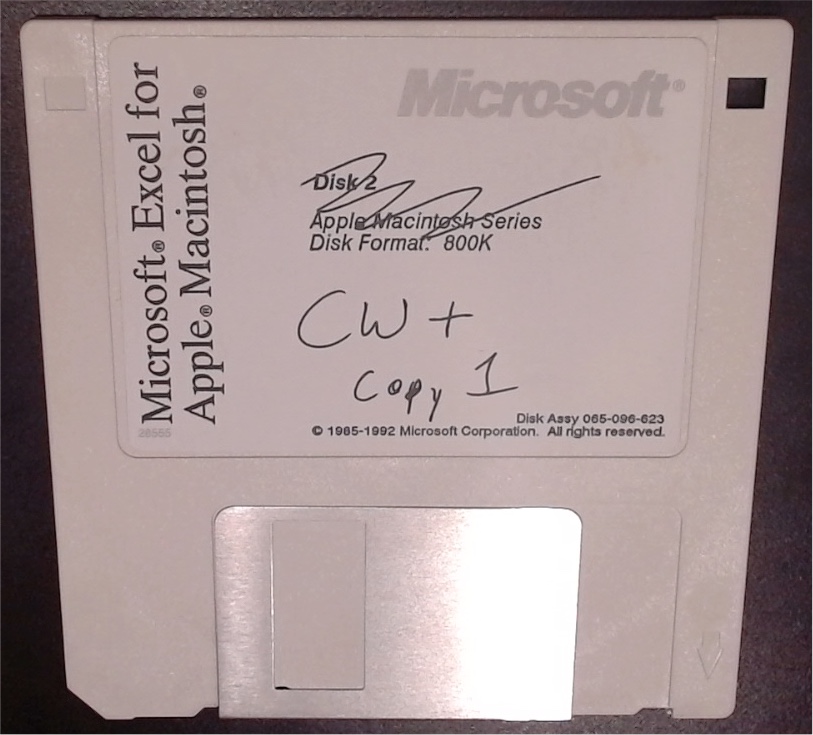 Microsoft® Excel for
Apple® Macintosh®
Microsoft®
Disk 2
Apple Macintosh Series
Disk Format: 800K
CW +
Copy 1
Disk Assy 065-096-623
© 1985-1992 Microsoft Corporation. All rights reserved.